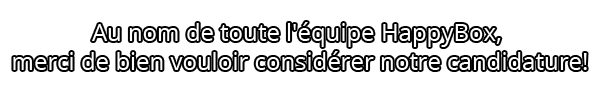 Au nom de toute l'équipe HappyBox,
merci de bien vouloir considérer notre candidature!